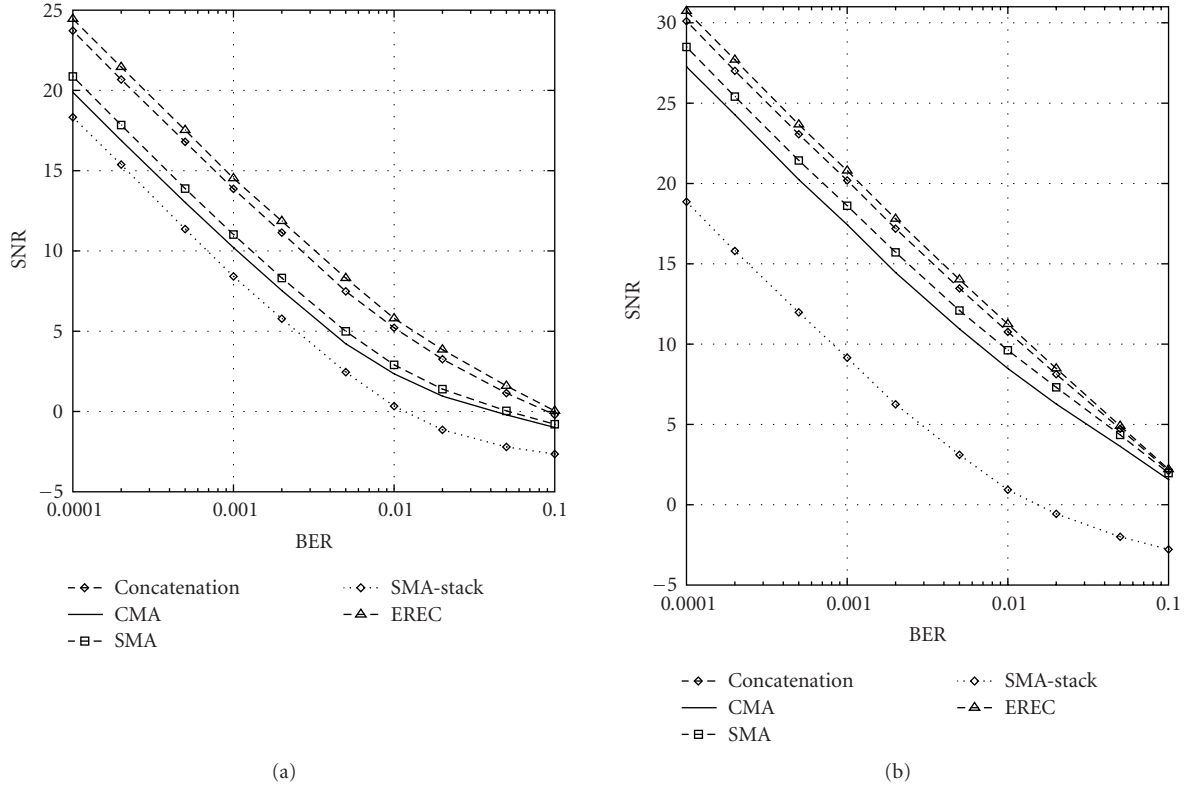 25
20
15
10
5
0
−5
SNR
0.0001
0.001
0.01
0.1
BER
Concatenation
CMA
SMA
SMA-stack
EREC
(a)
30
25
20
15
10
5
0
−5
SNR
0.0001
0.001
0.01
0.1
BER
Concatenation
CMA
SMA
SMA-stack
EREC
(b)